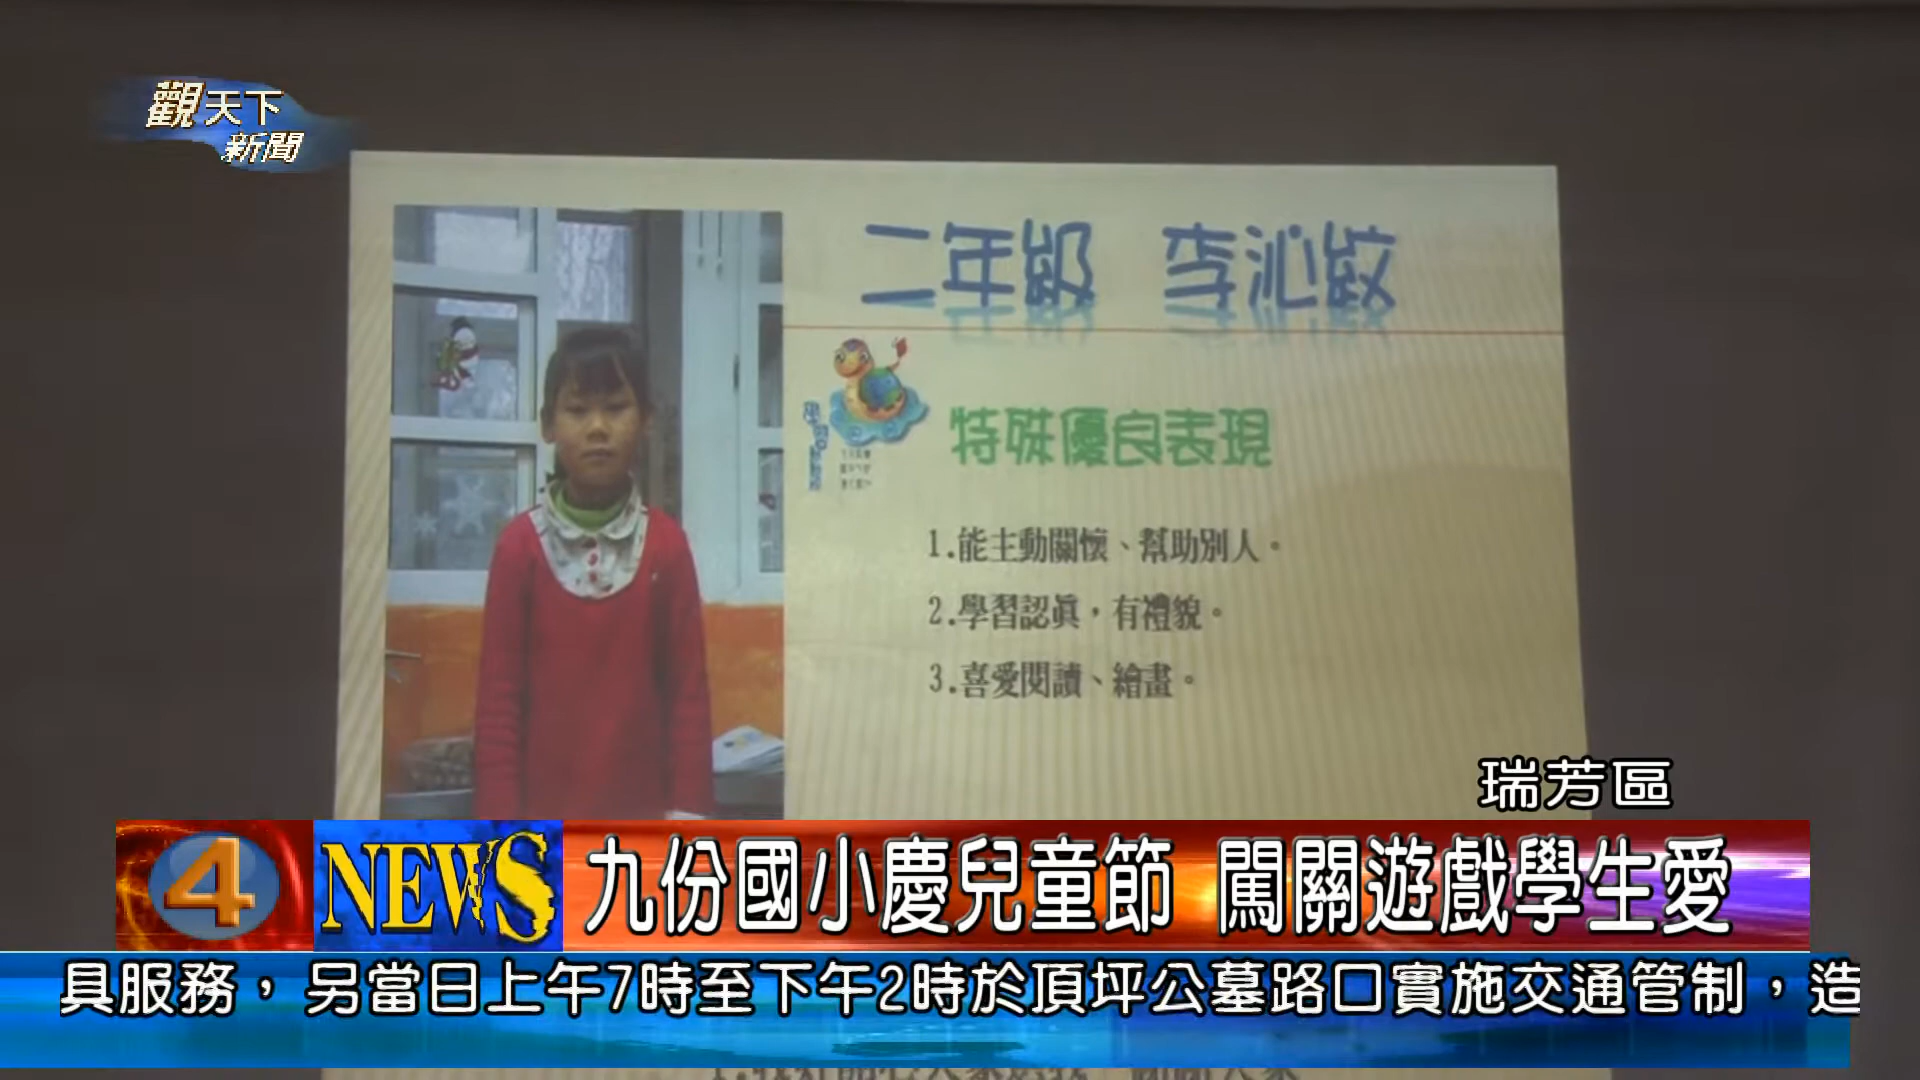 觀天下
新聞
二年級 李沁嬡
特殊優良表現
1.能主動關懷、幫助別人。
2.學習認真，有禮貌。
3.喜愛閱讀、繪畫。
瑞芳區
4 NEWS 九份國小慶兒童節 闖關遊戲學生愛
具服務，另當日上午7時至下午2時於頂坪公墓路口實施交通管制，造